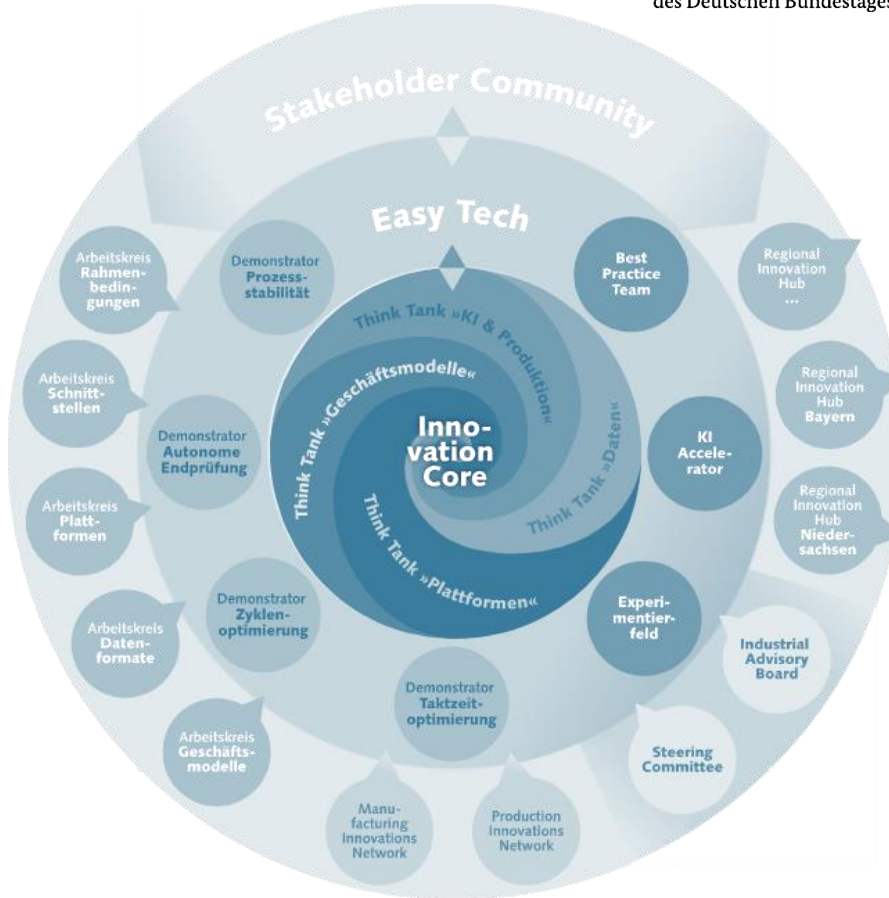 des Deutschen Bundestages
Stakeholder Community
Easy Tech
Think Tank »KI & Produktion«
Think Tank »Geschäftsmodelle«
Think Tank »Daten«
Think Tank »Plattformen«
Inno-
vation
Core
Demonstrator
Prozess-
stabilität
Demonstrator
Autonome
Endprüfung
Demonstrator
Zyklen-
optimierung
Demonstrator
Taktzeit-
optimierung
Best
Practice
Team
KI
Accele-
rator
Experi-
mentier-
feld
Arbeitskreis
Rahmen-
bedin-
gungen
Arbeitskreis
Schnitt-
stellen
Arbeitskreis
Platt-
formen
Arbeitskreis
Daten-
formate
Arbeitskreis
Geschäfts-
modelle
Manu-
facturing
Innovations
Network
Production
Innovations
Network
Steering
Committee
Industrial
Advisory
Board
Regional
Innovation
Hub
Nieder-
sachsen
Regional
Innovation
Hub
Bayern
Regional
Innovation
Hub
...